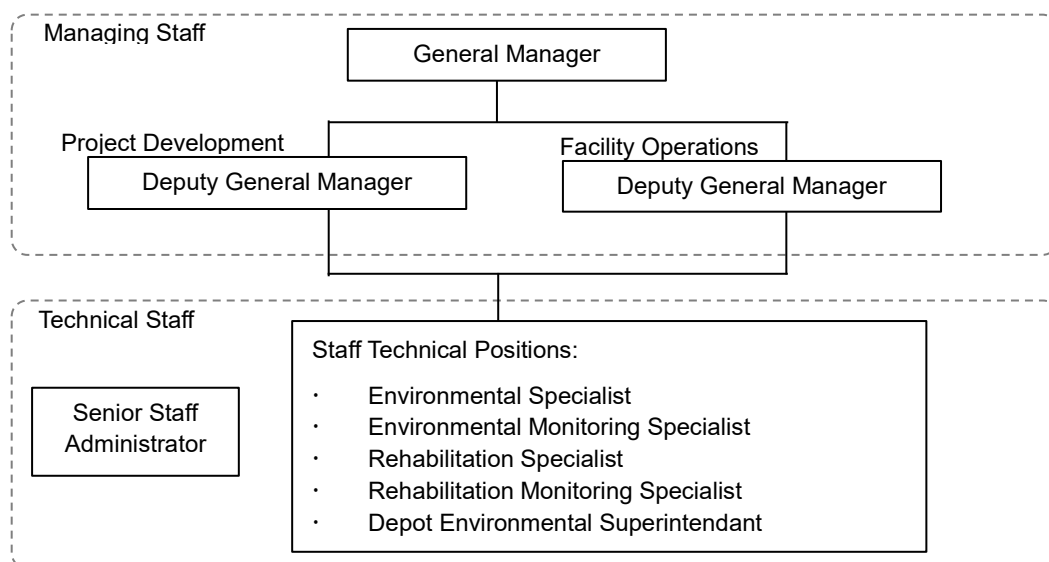 Managing Staff
General Manager
Project Development
Deputy General Manager
Facility Operations
Deputy General Manager
Technical Staff
Senior Staff
Administrator
Staff Technical Positions:
· Environmental Specialist
· Environmental Monitoring Specialist
· Rehabilitation Specialist
· Rehabilitation Monitoring Specialist
· Depot Environmental Superintendant